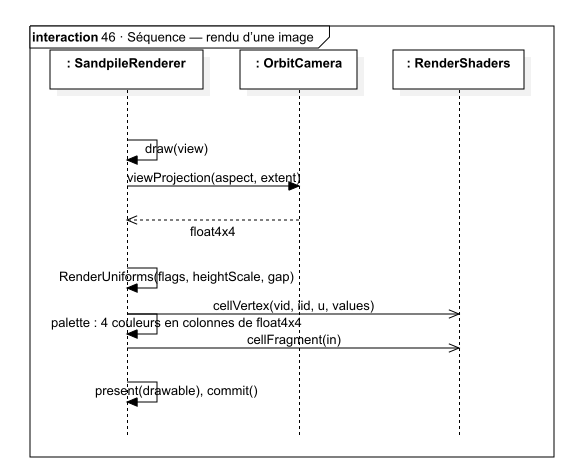 interaction 46 · Séquence — rendu d’une image
: SandpileRenderer
: OrbitCamera
: RenderShaders
draw(view)
viewProjection(aspect, extent)
float4x4
RenderUniforms(flags, heightScale, gap)
cellVertex(vid, iid, u, values)
palette : 4 couleurs en colonnes de float4x4
cellFragment(in)
present(drawable), commit()